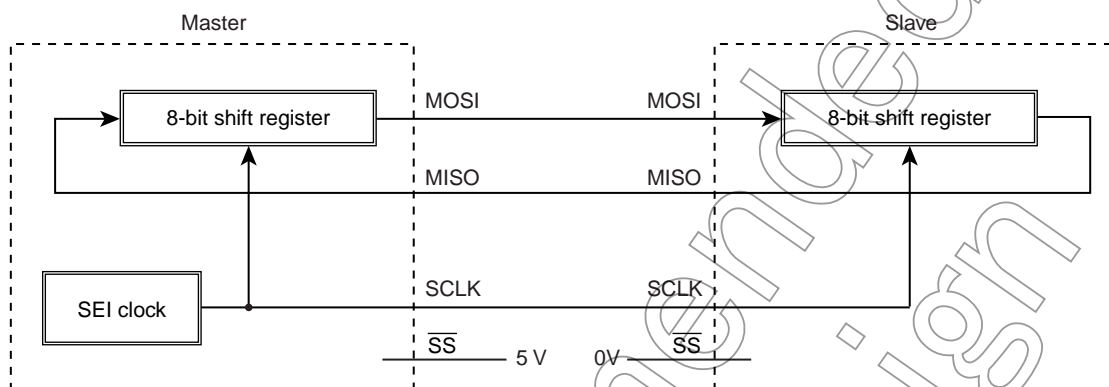 Master Slave
8-bit shift register MOSI MOSI 8-bit shift register
MISO MISO
SCLK SCLK
SEI clock
SS 5 V 0V SS